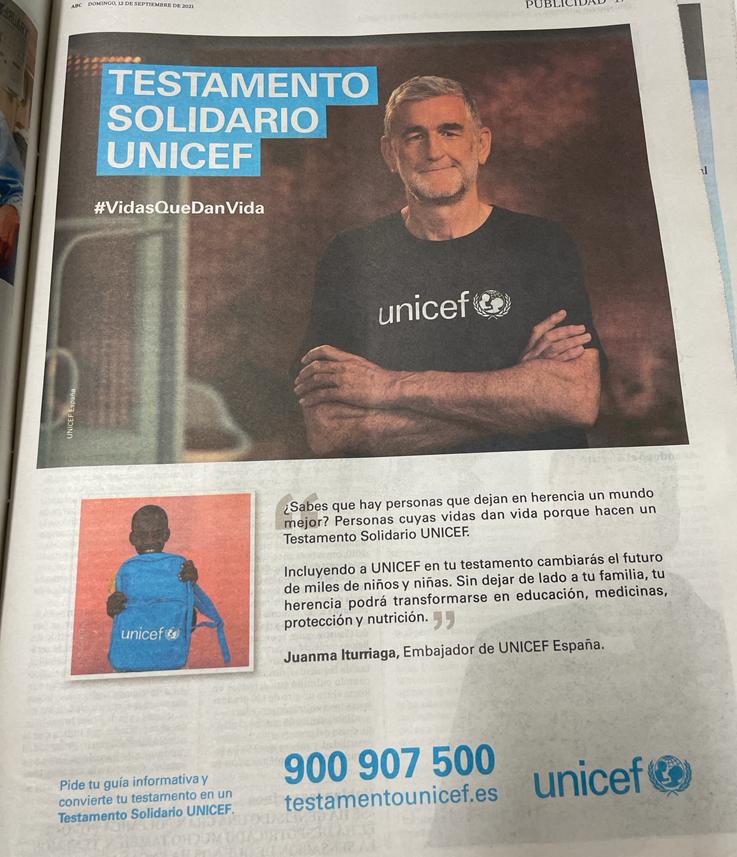 ABC DOMINGO, 12 DE SEPTIEMBRE DE 2021
PUBLICIDAD
TESTAMENTO
SOLIDARIO
UNICEF
#VidasQueDanVida
unicef
UNICEF España
¿Sabes que hay personas que dejan en herencia un mundo
mejor? Personas cuyas vidas dan vida porque hacen un
Testamento Solidario UNICEF.
Incluyendo a UNICEF en tu testamento cambiarás el futuro
de miles de niños y niñas. Sin dejar de lado a tu familia, tu
herencia podrá transformarse en educación, medicinas,
protección y nutrición.
unicef
Juanma Iturriaga, Embajador de UNICEF España.
Pide tu guía informativa y
convierte tu testamento en un
Testamento Solidario UNICEF.
900 907 500
testamentounicef.es
unicef